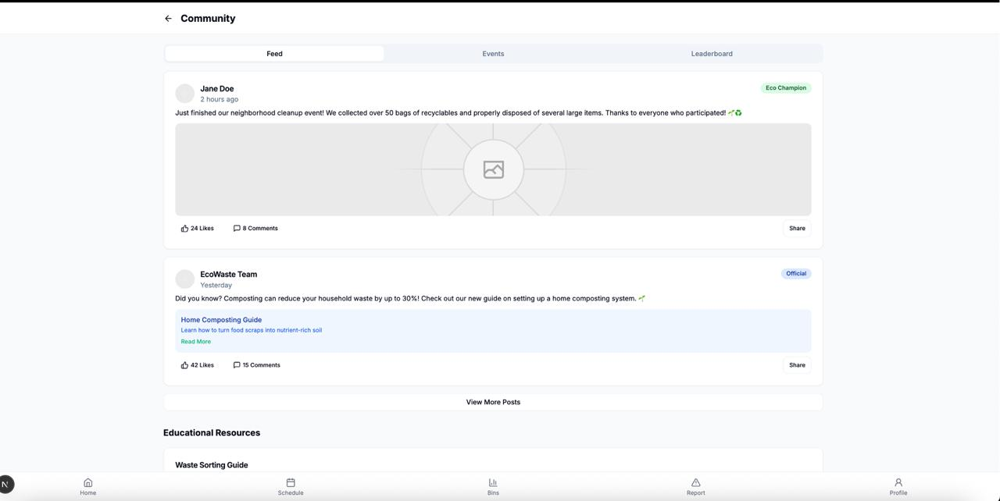 Community
Feed
Events
Leaderboard
Jane Doe
Eco Champion
2 hours ago
Just finished our neighborhood cleanup event! We collected over 50 bags of recyclables and properly disposed of several large items. Thanks to everyone who participated! 🌱♻️
24 Likes
8 Comments
Share
EcoWaste Team
Official
Yesterday
Did you know? Composting can reduce your household waste by up to 30%! Check out our new guide on setting up a home composting system. 🌱
Home Composting Guide
Learn how to turn food scraps into nutrient-rich soil
Read More
42 Likes
15 Comments
Share
View More Posts
Educational Resources
Waste Sorting Guide
N
Home
Schedule
Bins
Report
Profile